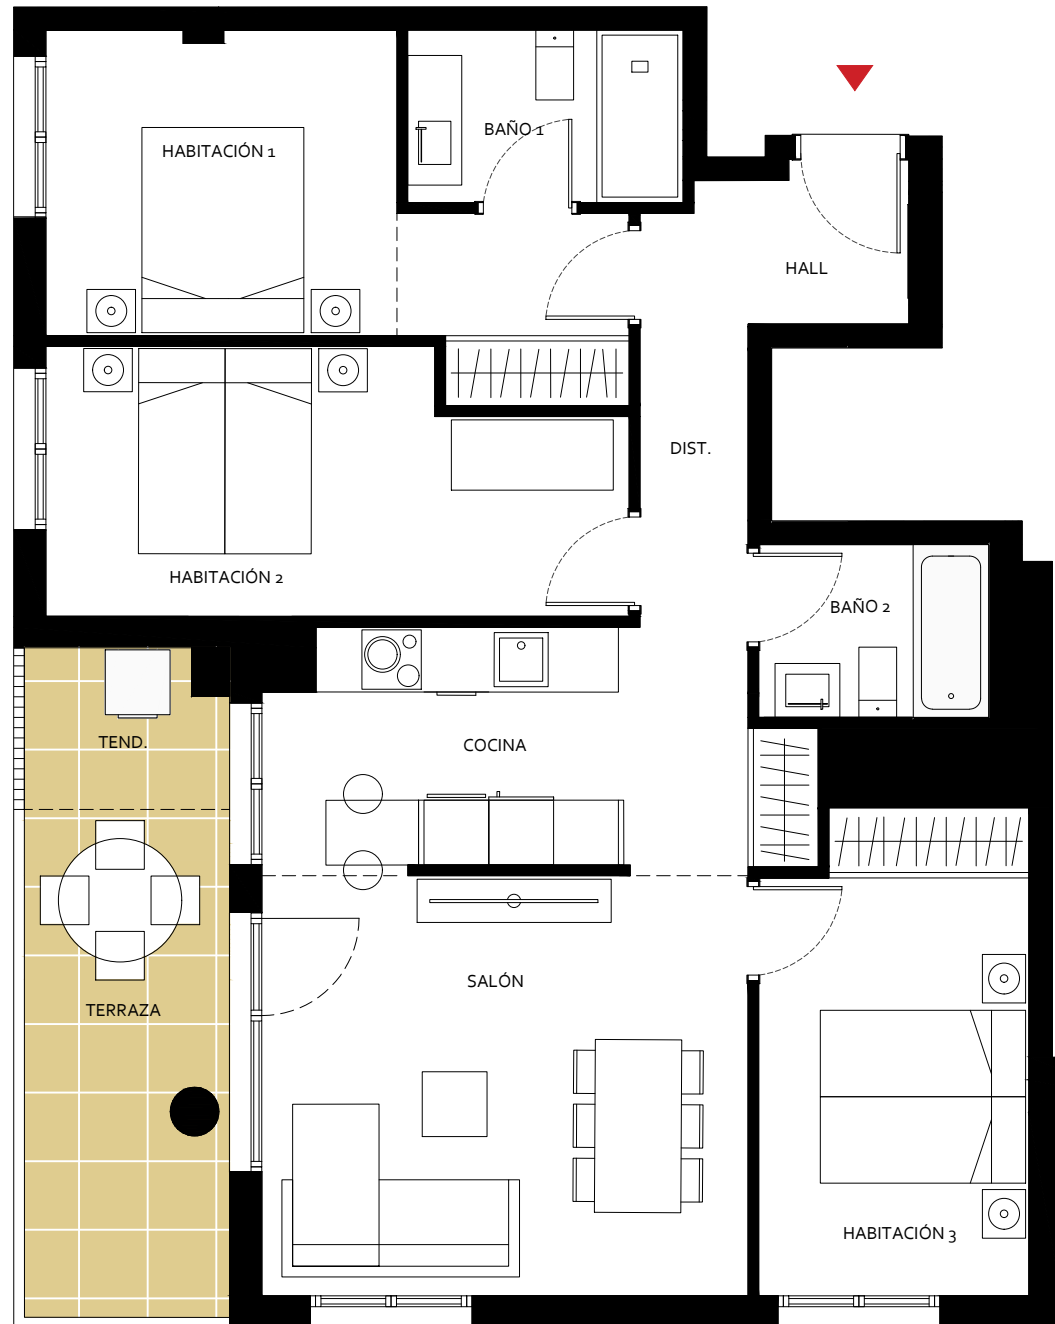 BAÑO 1
HABITACIÓN 1
HALL
DIST.
HABITACIÓN 2
BAÑO 2
TEND.
COCINA
SALÓN
TERRAZA
HABITACIÓN 3